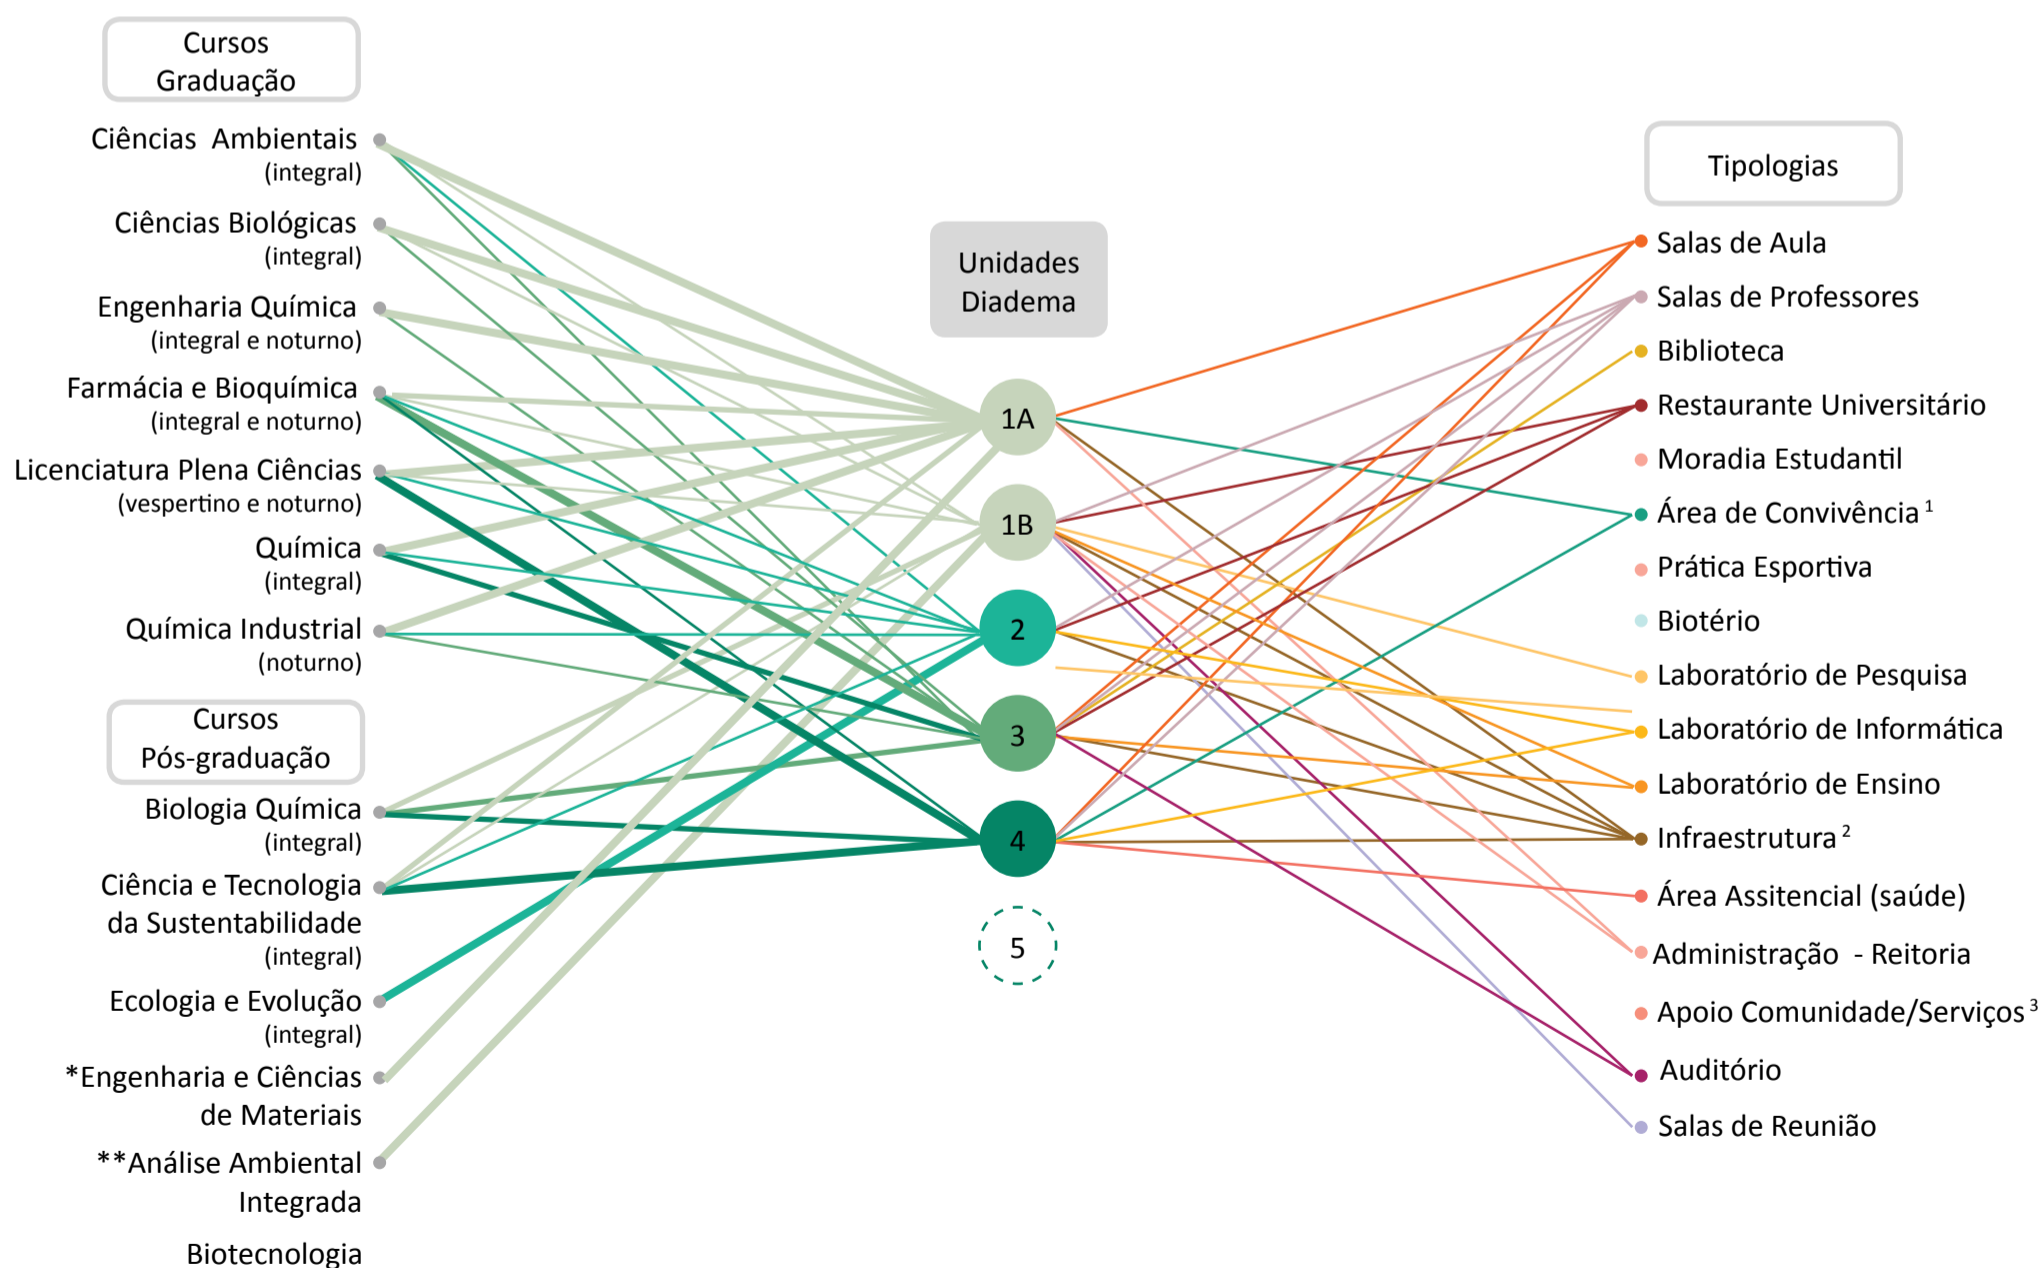 Cursos
Graduação
Ciências Ambientais
(integral)
Ciências Biológicas
(integral)
Engenharia Química
(integral e noturno)
Farmácia e Bioquímica
(integral e noturno)
Licenciatura Plena Ciências
(vespertino e noturno)
Química
(integral)
Química Industrial
(noturno)
Cursos
Pós-graduação
Biologia Química
(integral)
Ciência e Tecnologia
da Sustentabilidade
(integral)
Ecologia e Evolução
(integral)
*Engenharia e Ciências
de Materiais
**Análise Ambiental
Integrada
Biotecnologia
Unidades
Diadema
1A
1B
2
3
4
5
Tipologias
Salas de Aula
Salas de Professores
Biblioteca
Restaurante Universitário
Moradia Estudantil
Área de Convivência 1
Prática Esportiva
Biotério
Laboratório de Pesquisa
Laboratório de Informática
Laboratório de Ensino
Infraestrutura 2
Área Assitencial (saúde)
Administração - Reitoria
Apoio Comunidade/Serviços 3
Auditório
Salas de Reunião